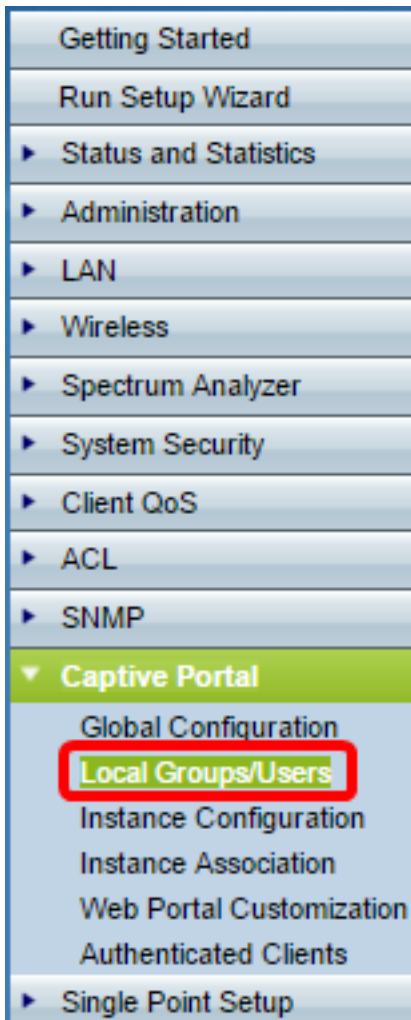 Getting Started
Run Setup Wizard
Status and Statistics
Administration
LAN
Wireless
Spectrum Analyzer
System Security
Client QoS
ACL
SNMP
Captive Portal
Global Configuration
Local Groups/Users
Instance Configuration
Instance Association
Web Portal Customization
Authenticated Clients
Single Point Setup